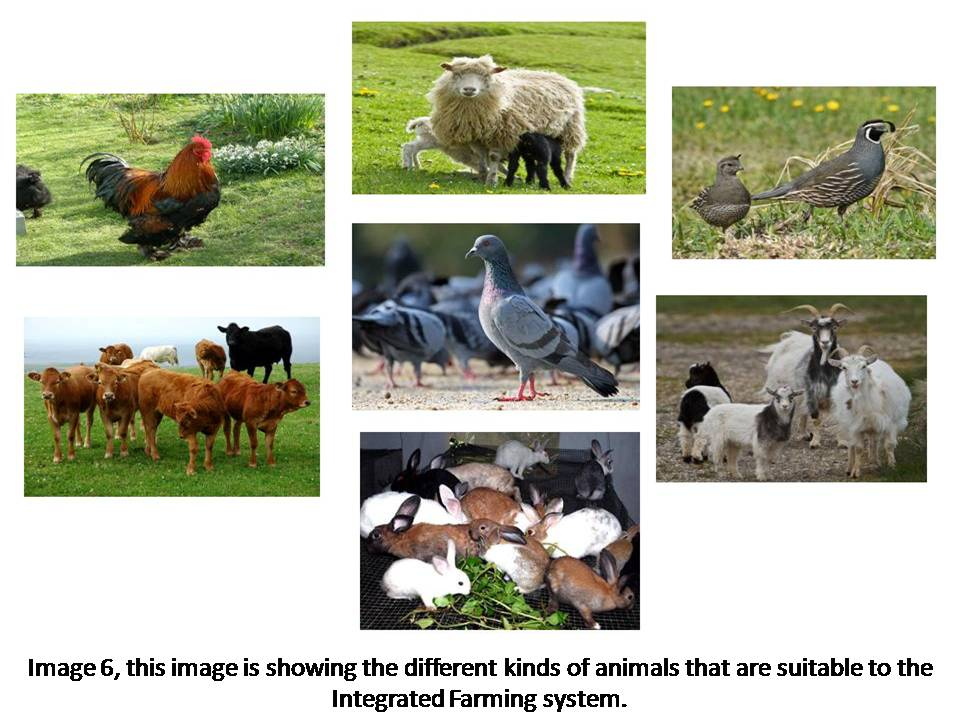 Image 6, this image is showing the different kinds of animals that are suitable to the
Integrated Farming system.